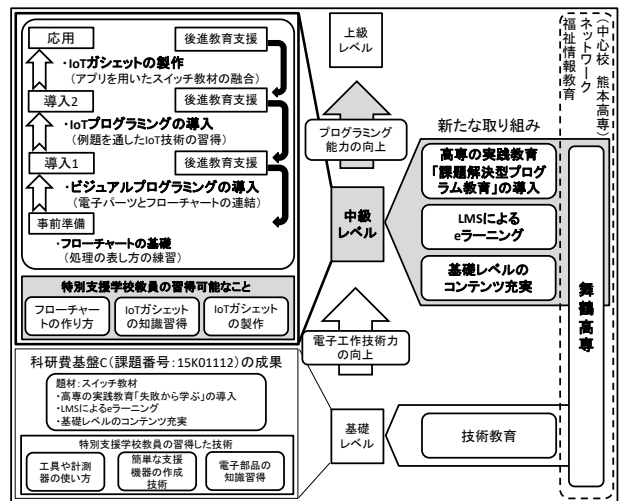 応用
後進教育支援
・IoTガシェットの製作
(アプリを用いたスイッチ教材の融合)
導入2
後進教育支援
・IoTプログラミングの導入
(例題を通したIoT技術の習得)
導入1
後進教育支援
・ビジュアルプログラミングの導入
(電子パーツとフローチャートの連結)
事前準備
・フローチャートの基礎
(処理の表し方の練習)
特別支援学校教員の習得可能なこと
フローチャー
トの作り方
IoTガシェット
の知識習得
IoTガシェット
の製作
科研費基盤C(課題番号:15K01112)の成果
題材:スイッチ教材
・高専の実践教育「失敗から学ぶ」の導入
・LMSによるeラーニング
・基礎レベルのコンテンツ充実
特別支援学校教員の習得した技術
工具や計測
器の使い方
簡単な支援
機器の作成
技術
電子部品の
知識習得
上級
レベル
プログラミング
能力の向上
中級
レベル
電子工作技術力
の向上
基礎
レベル
新たな取り組み
高専の実践教育
「課題解決型プログ
ラム教育」の導入
LMSによる
eラーニング
基礎レベルの
コンテンツ充実
技術教育
(中心校 熊本高専)
ネットワーク
福祉情報教育
舞鶴高専